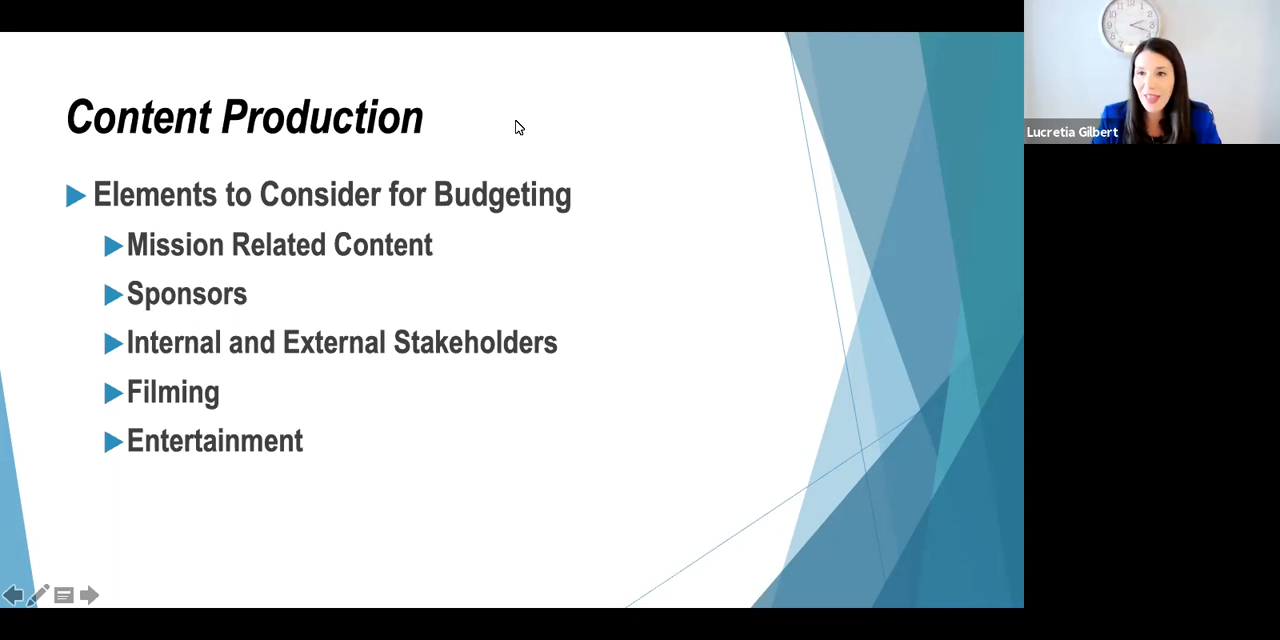 Content Production
Elements to Consider for Budgeting
Mission Related Content
Sponsors
Internal and External Stakeholders
Filming
Entertainment
Lucretia Gilbert